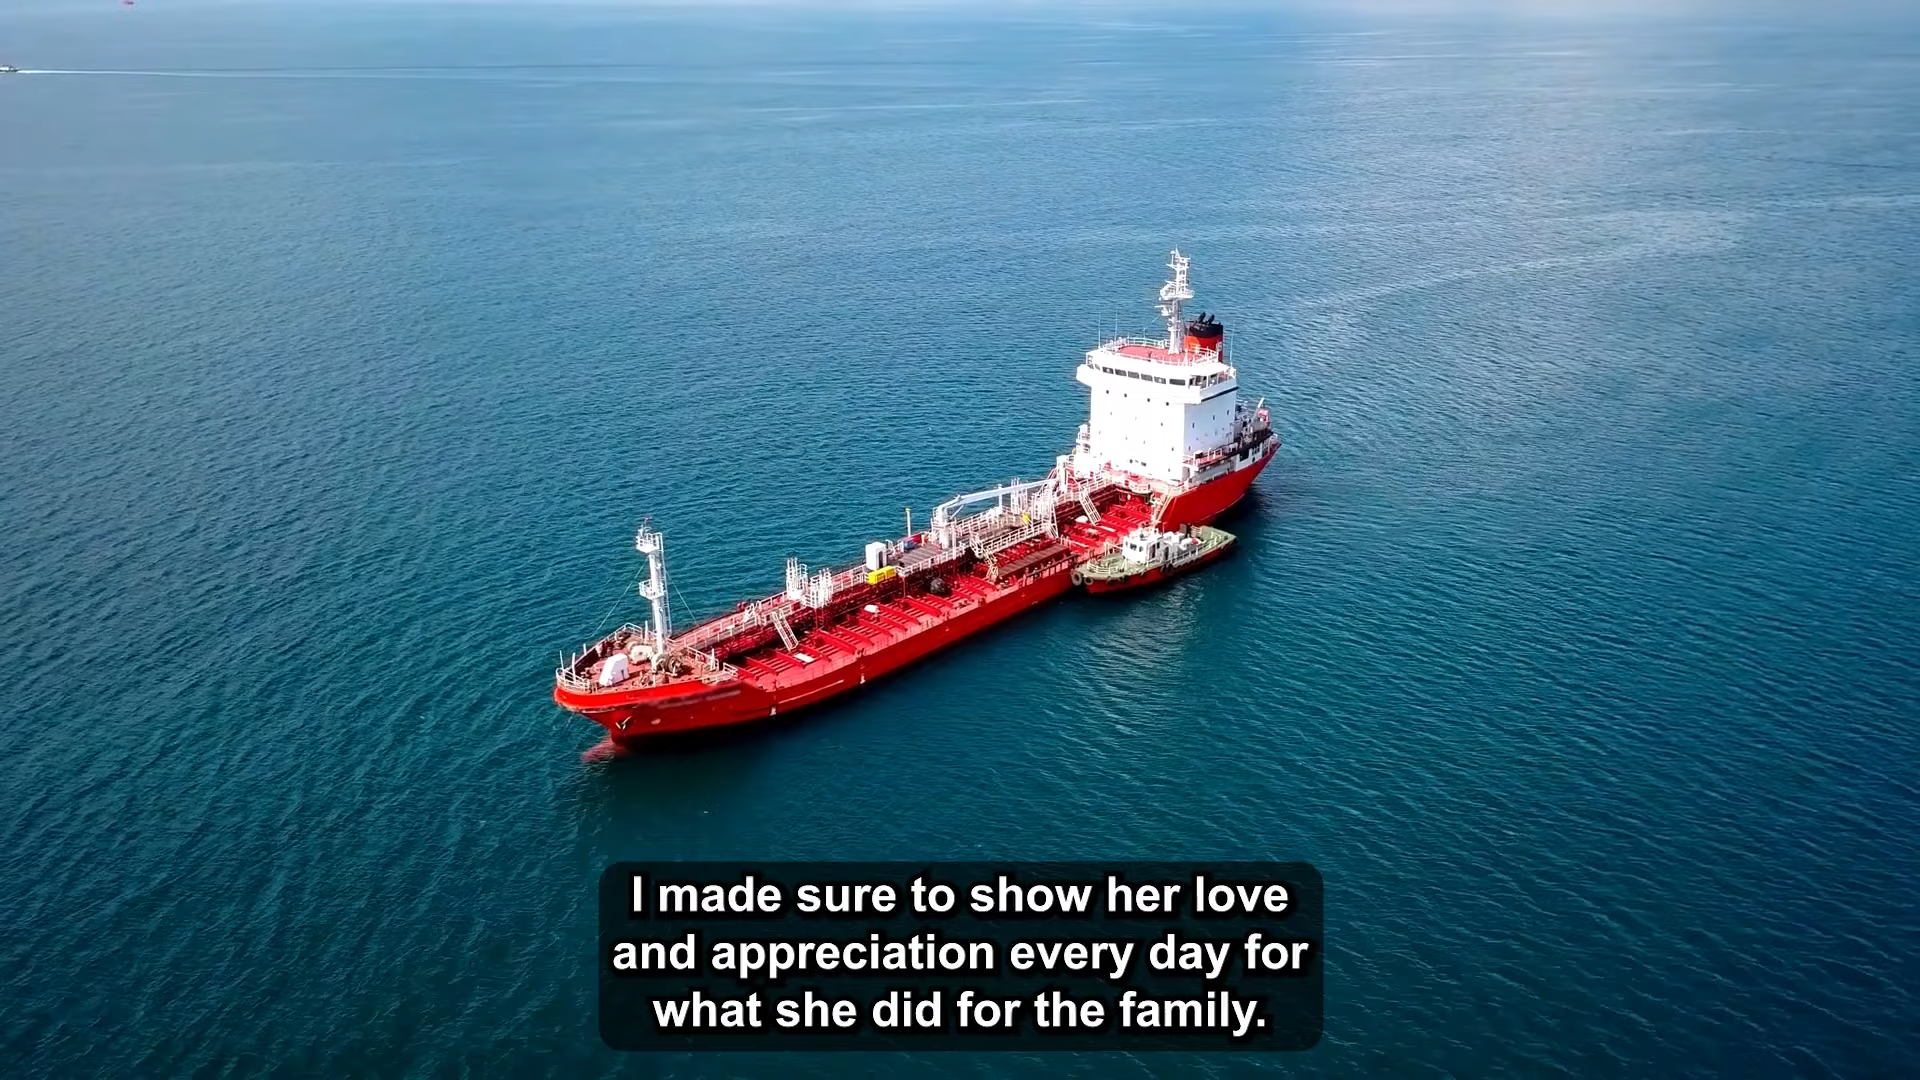 I made sure to show her love
and appreciation every day for
what she did for the family.